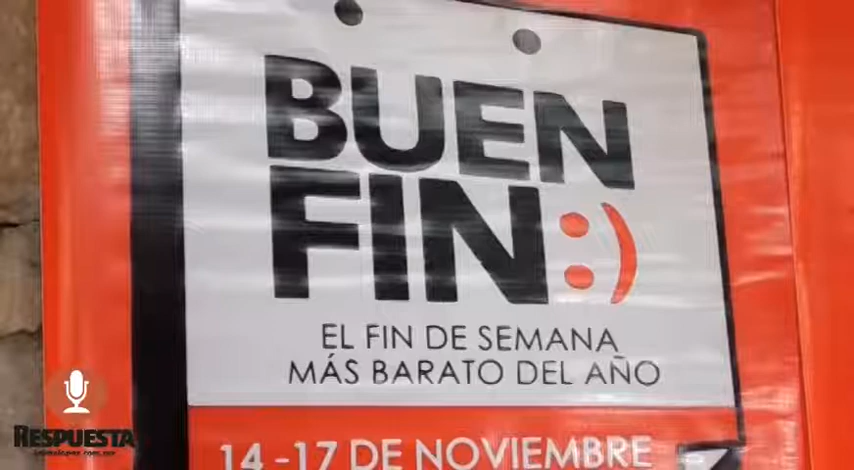 BUEN
FIN:)
EL FIN DE SEMANA
MÁS BARATO DEL AÑO
14-17 DE NOVIEMBRE
RESPUESTA